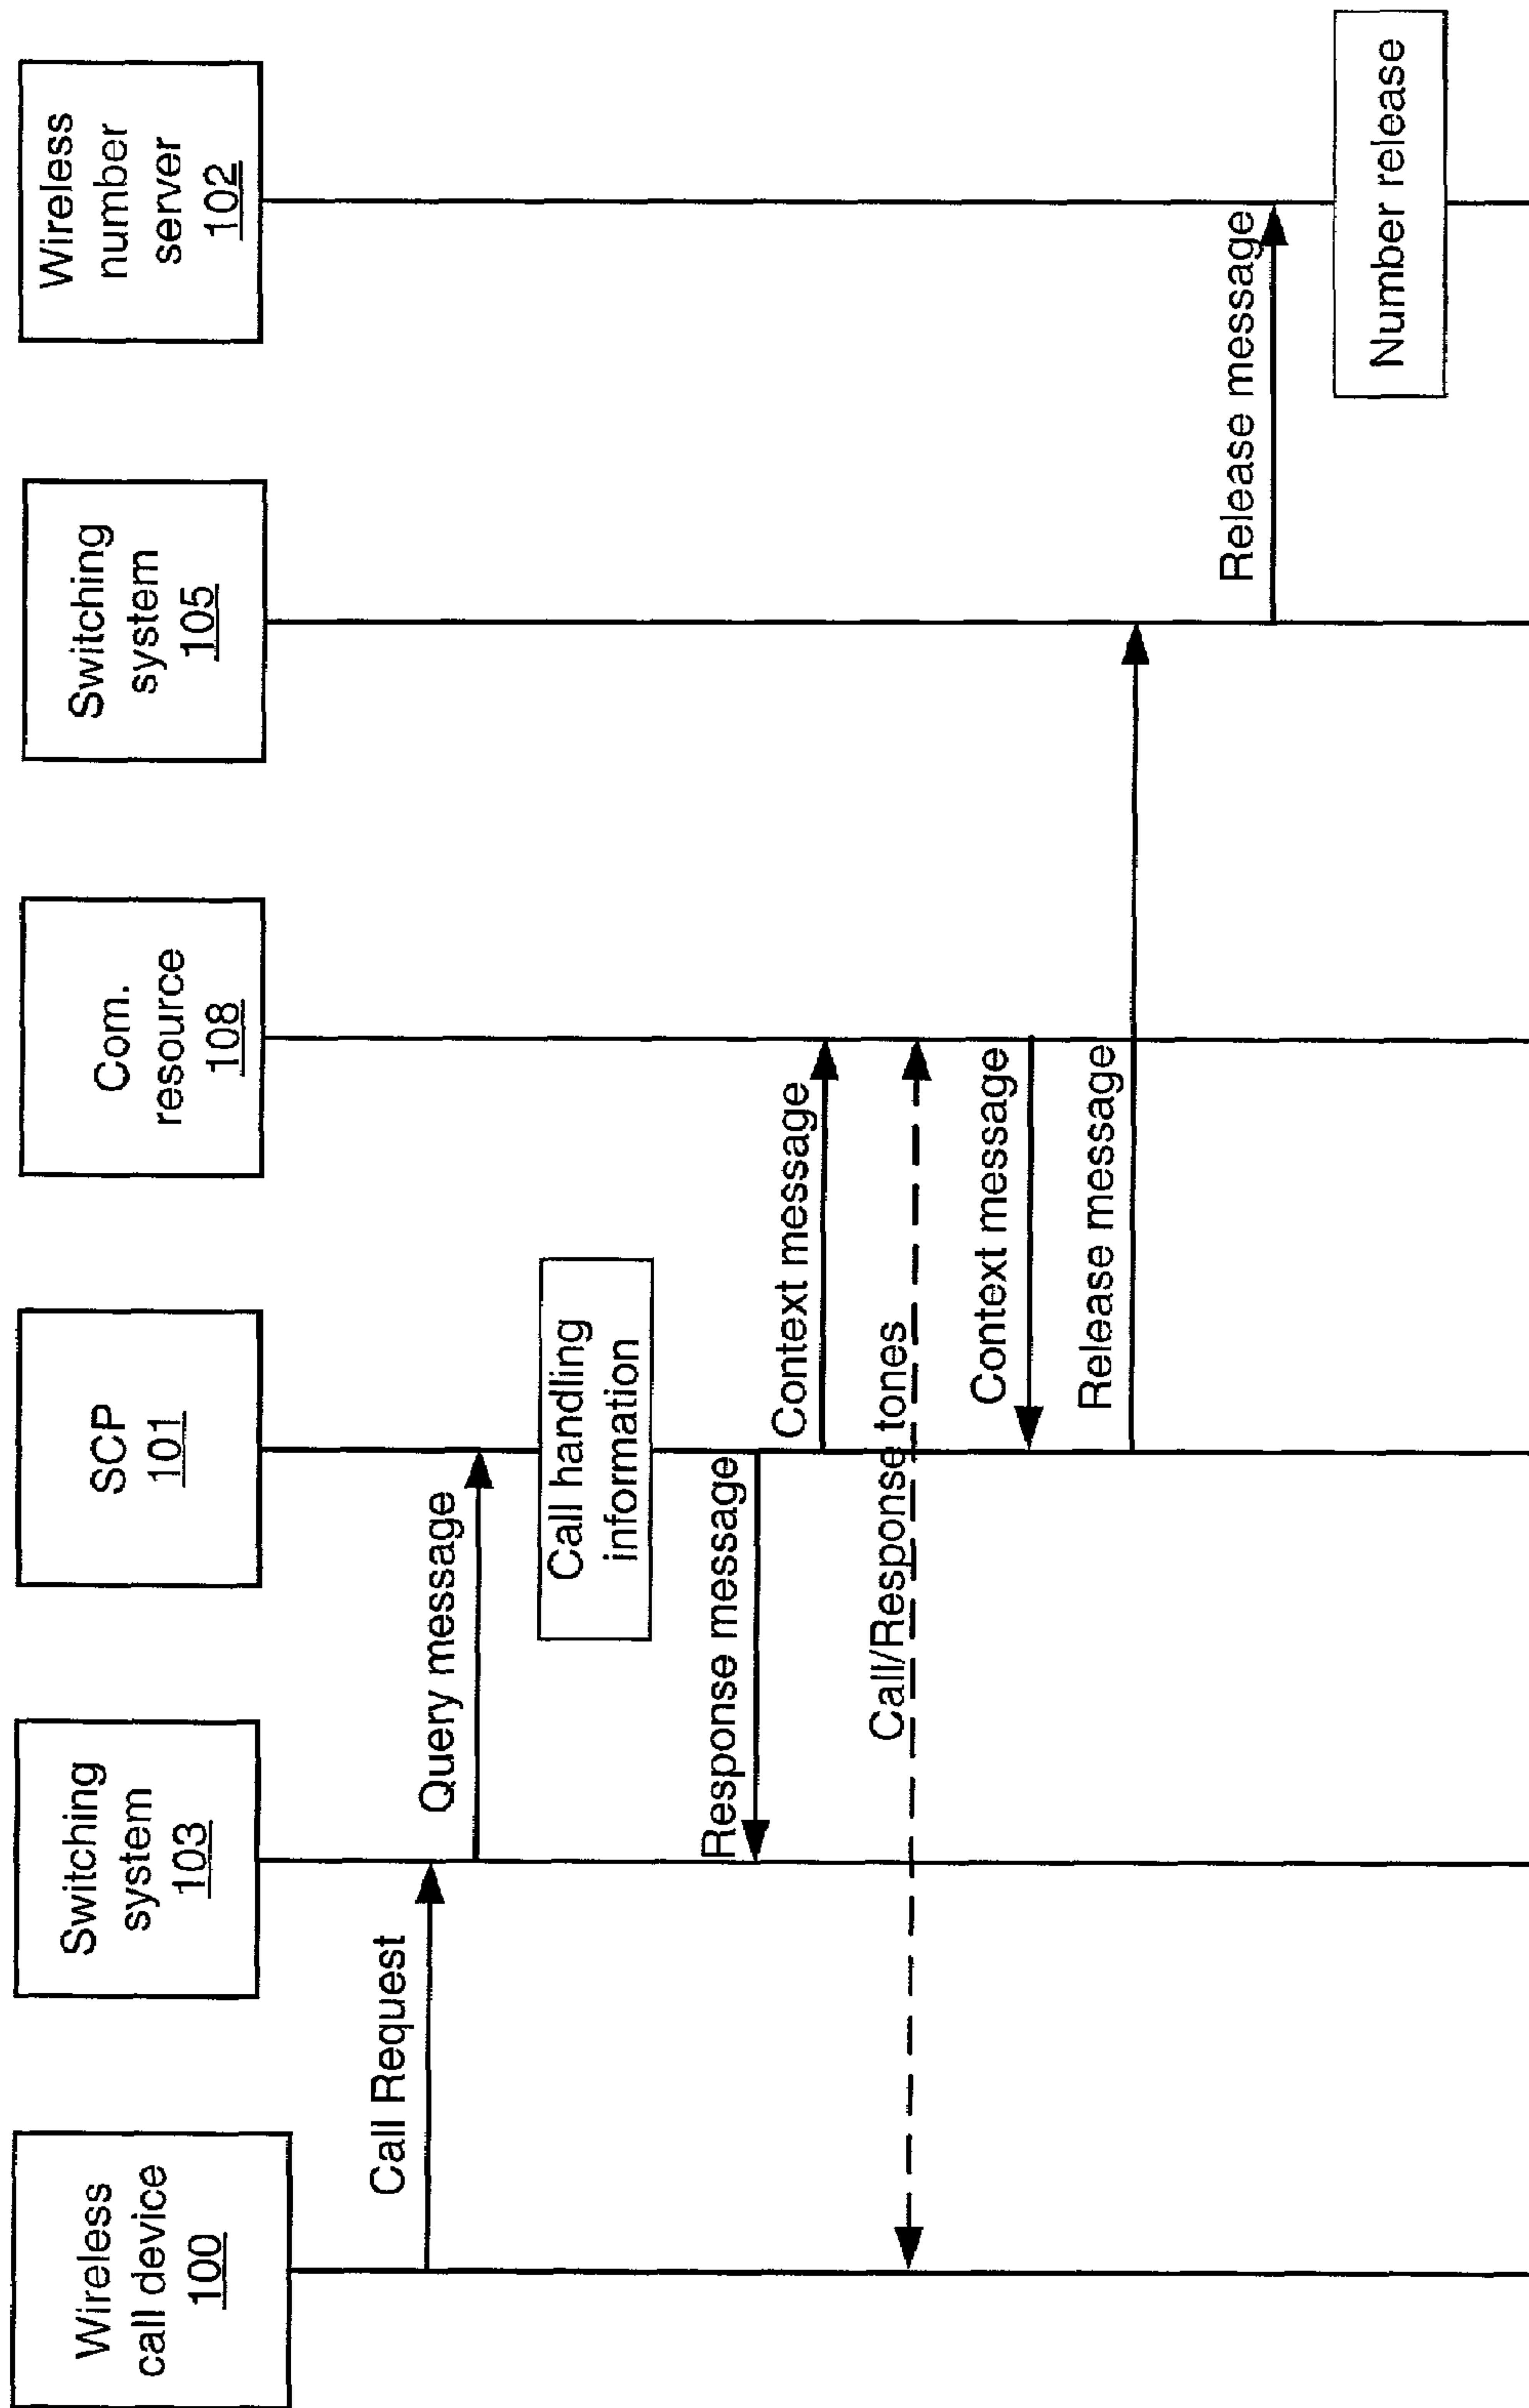 Wireless
call device
100
Switching
system
103
SCP
101
Com.
resource
108
Switching
system
105
Wireless
number
server
102
Call Request
Query message
Call handling
information
Response message
Context message
Call/Response tones
Context message
Release message
Release message
Number release